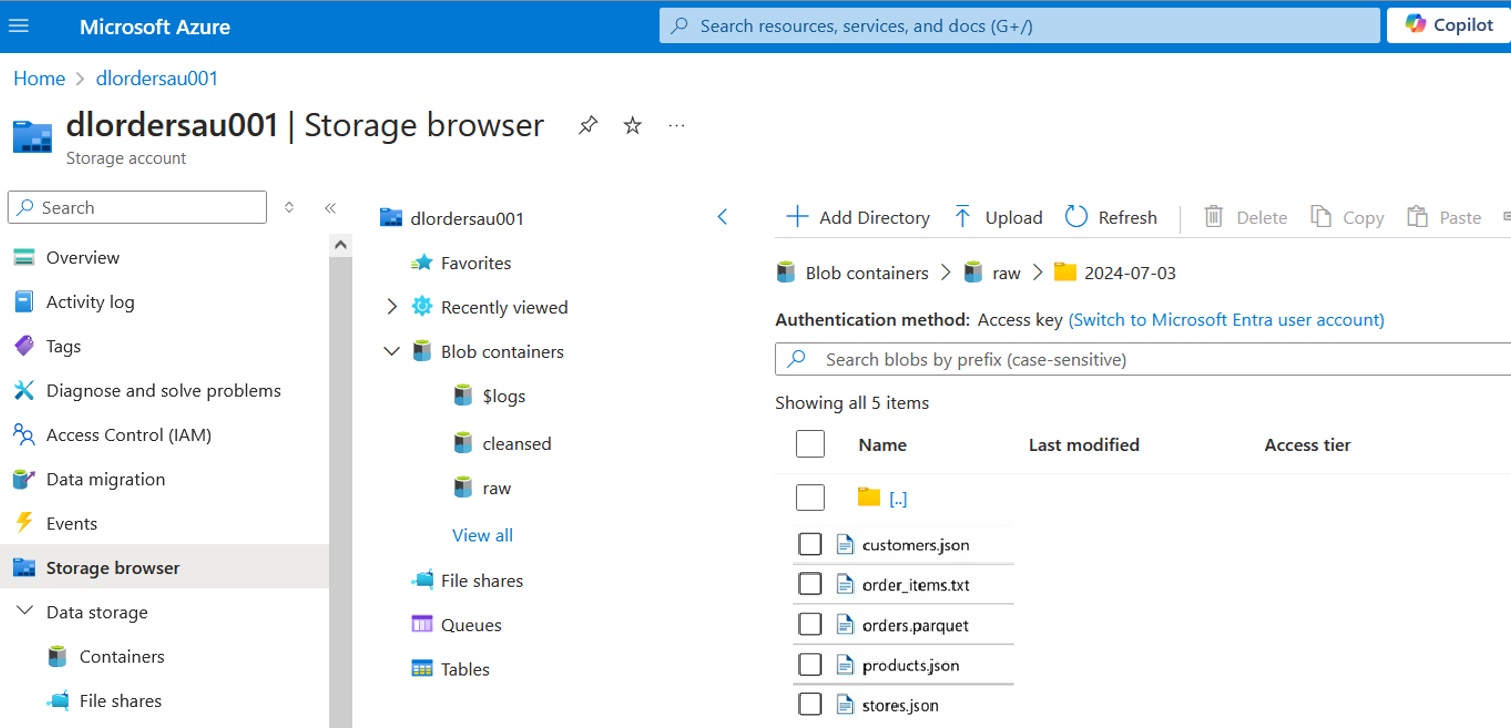 Microsoft Azure
Search resources, services, and docs (G+/)
Copilot
Home > dlordersau001
dlordersau001 | Storage browser
Storage account
Search
Overview
Activity log
Tags
Diagnose and solve problems
Access Control (IAM)
Data migration
Events
Storage browser
Data storage
Containers
File shares
dlordersau001
Favorites
Recently viewed
Blob containers
$logs
cleansed
raw
View all
File shares
Queues
Tables
Add Directory Upload Refresh Delete Copy Paste
Blob containers > raw > 2024-07-03
Authentication method: Access key (Switch to Microsoft Entra user account)
Search blobs by prefix (case-sensitive)
Showing all 5 items
Name Last modified Access tier
[..]
customers.json
order_items.txt
orders.parquet
products.json
stores.json